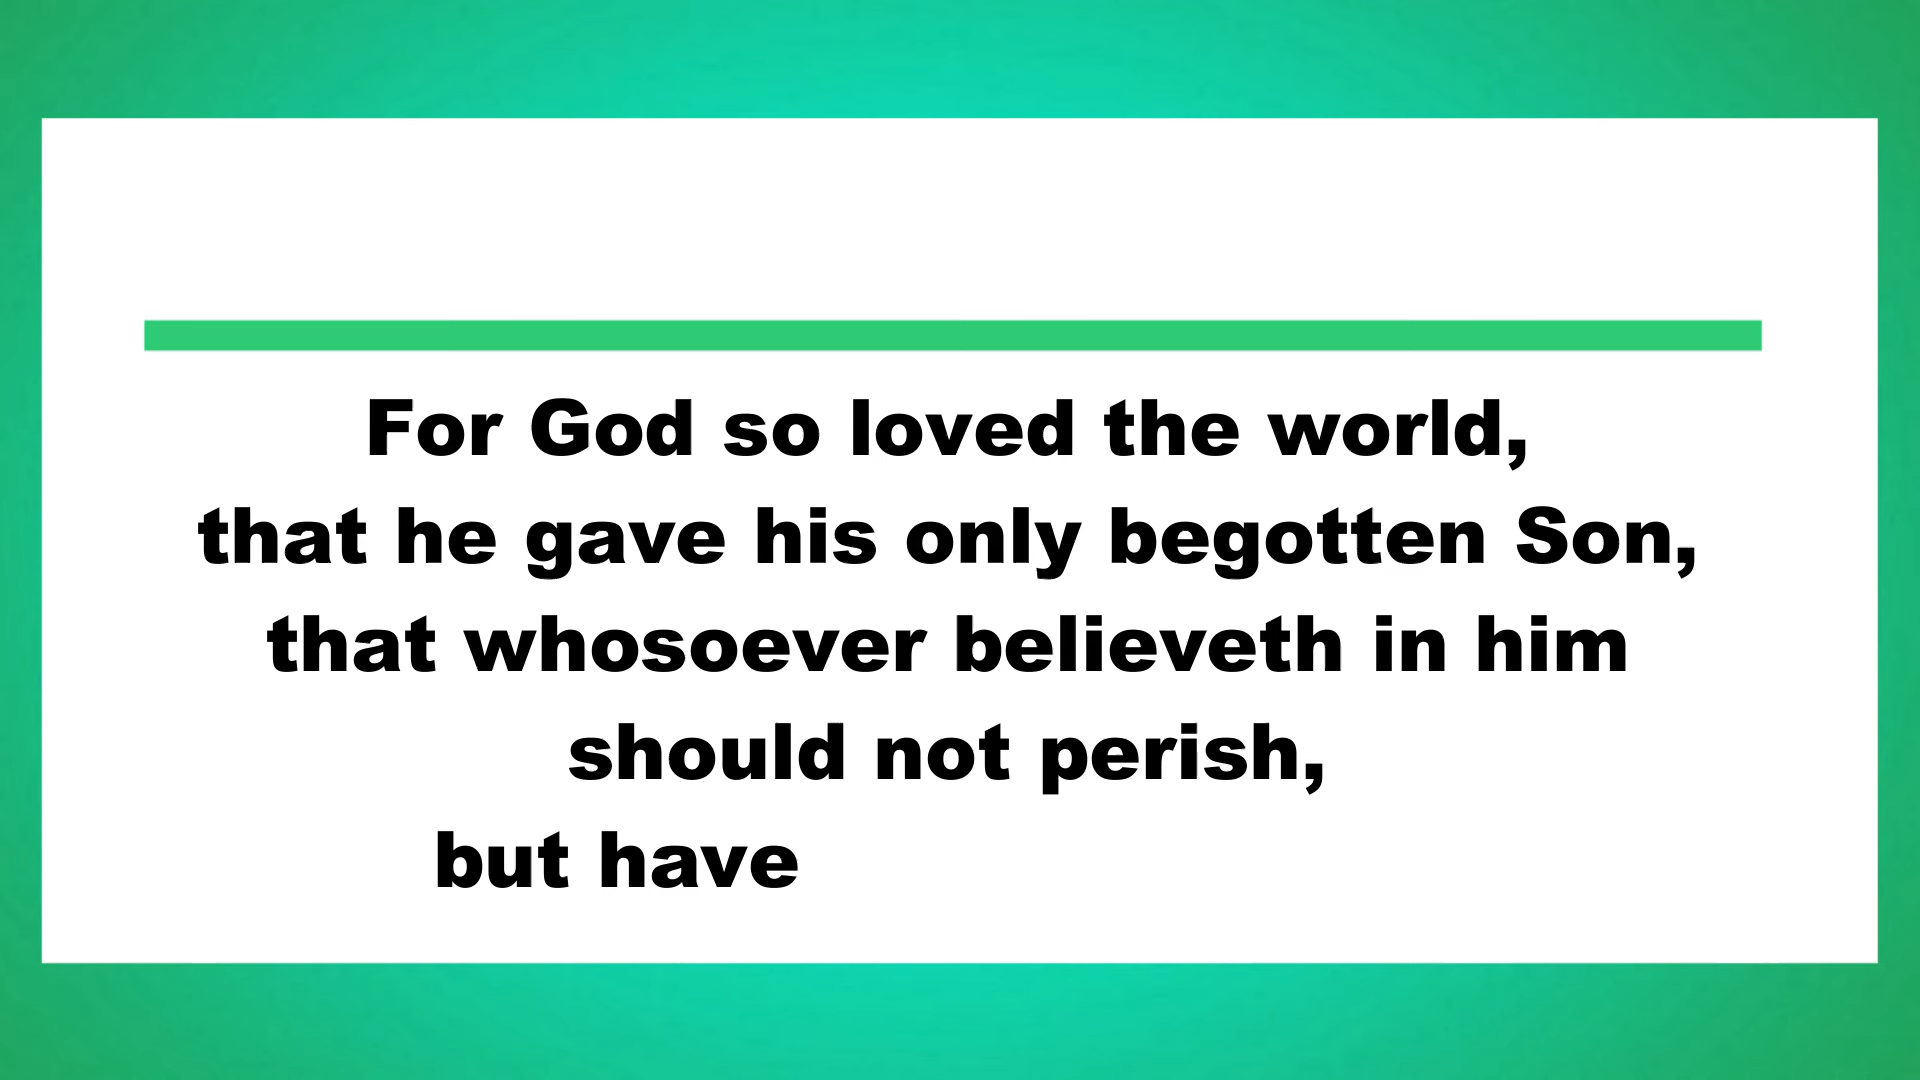 For God so loved the world,
that he gave his only begotten Son,
that whosoever believeth in him
should not perish,
but have